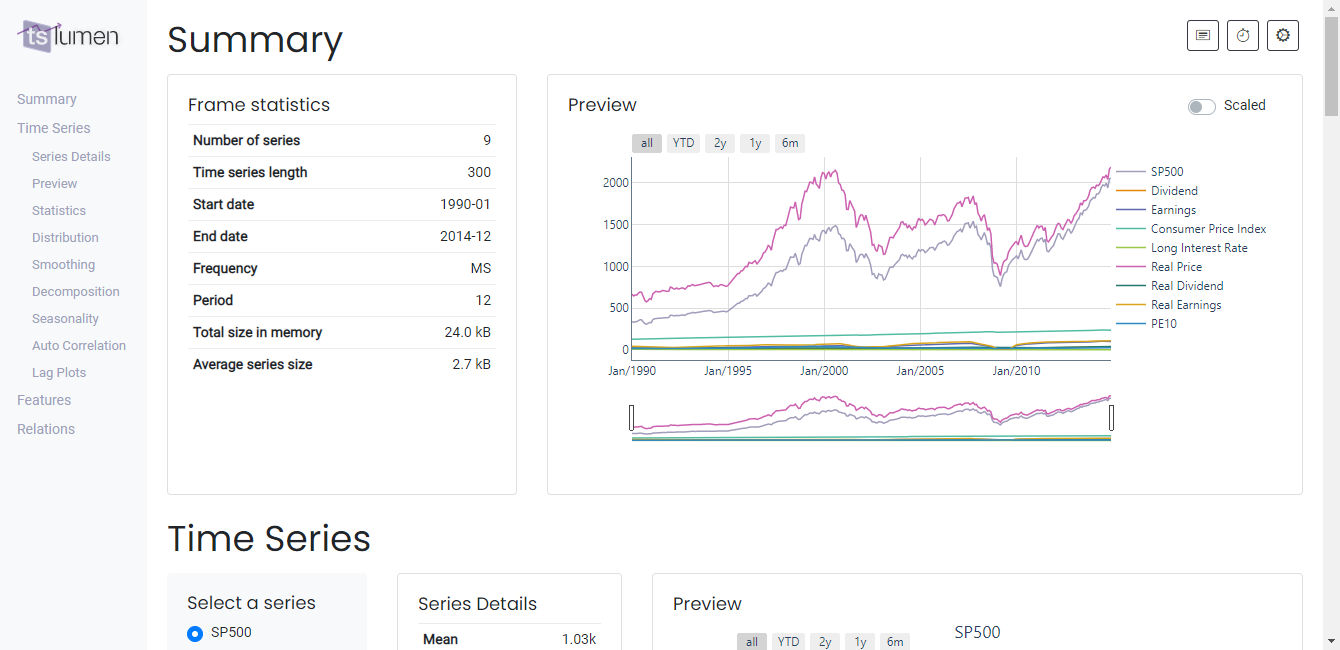 tslumen
Summary
Time Series
Series Details
Preview
Statistics
Distribution
Smoothing
Decomposition
Seasonality
Auto Correlation
Lag Plots
Features
Relations
Summary
Frame statistics
Number of series 9
Time series length 300
Start date 1990-01
End date 2014-12
Frequency MS
Period 12
Total size in memory 24.0 kB
Average series size 2.7 kB
Preview
Scaled
all YTD 2y 1y 6m
2000
1500
1000
500
0
Jan/1990 Jan/1995 Jan/2000 Jan/2005 Jan/2010
SP500
Dividend
Earnings
Consumer Price Index
Long Interest Rate
Real Price
Real Dividend
Real Earnings
PE10
Time Series
Select a series
SP500
Series Details
Mean 1.03k
Preview
SP500
all YTD 2y 1y 6m